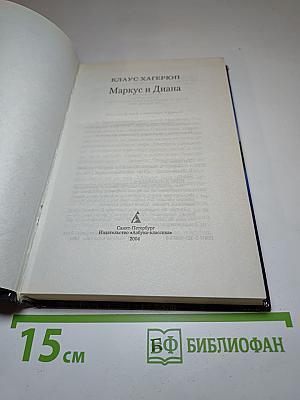 КЛАУС ХАГЕРЮП
Маркус и Диана
Санкт-Петербург
Издательство «Азбука-классика»
2004
15 см
БФ БИБЛИОФАН